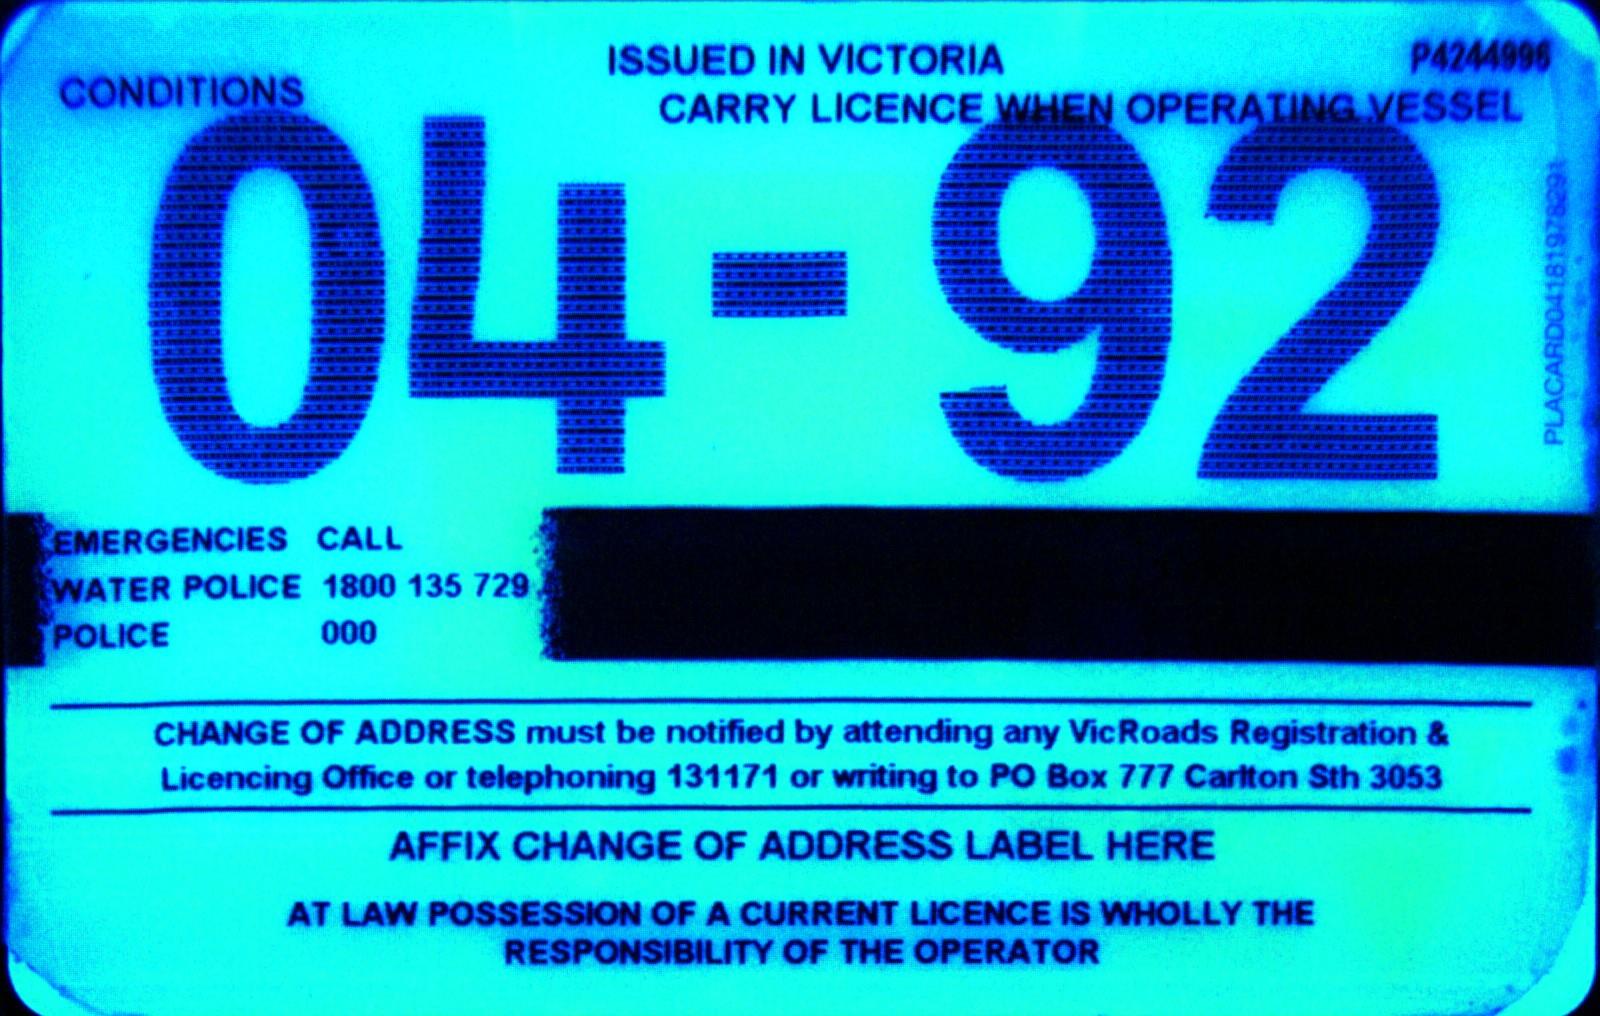 ISSUED IN VICTORIA
P4244996
CONDITIONS
CARRY LICENCE WHEN OPERATING VESSEL
04-92
PLACARD04181978291
EMERGENCIES CALL
WATER POLICE 1800 135 729
POLICE 000
CHANGE OF ADDRESS must be notified by attending any VicRoads Registration &
Licencing Office or telephoning 131171 or writing to PO Box 777 Carlton Sth 3053
AFFIX CHANGE OF ADDRESS LABEL HERE
AT LAW POSSESSION OF A CURRENT LICENCE IS WHOLLY THE
RESPONSIBILITY OF THE OPERATOR